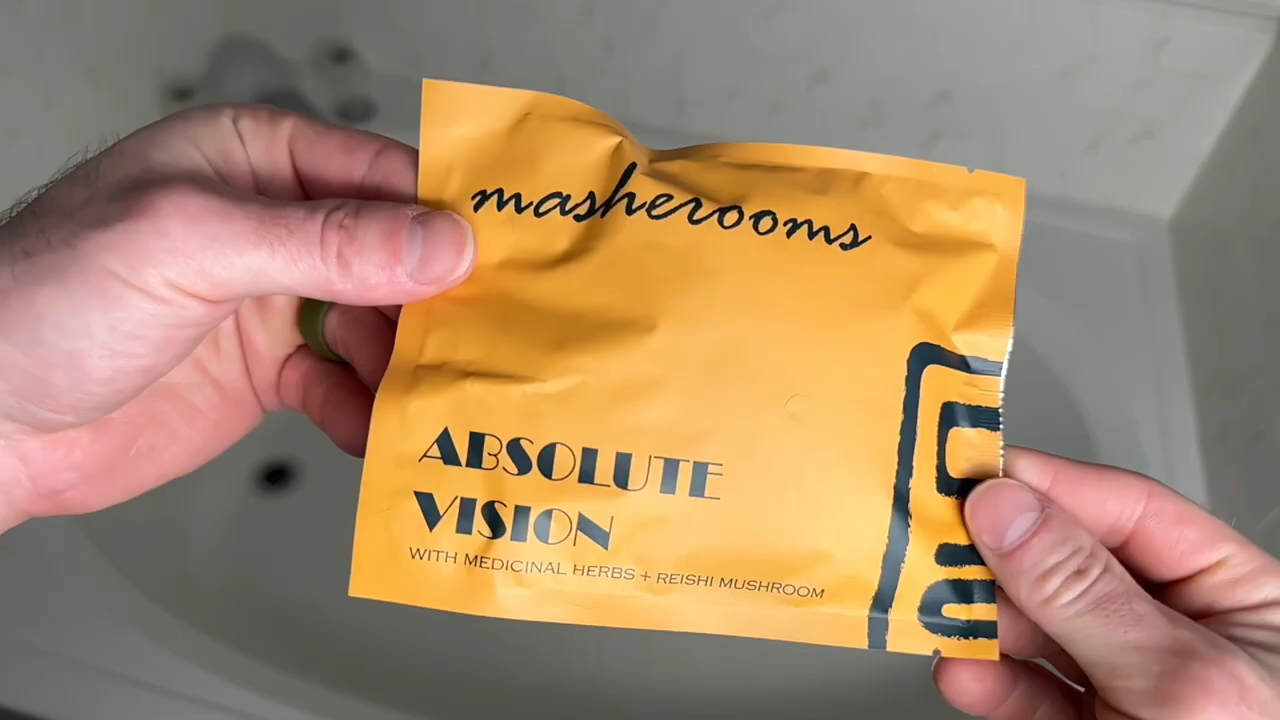 masherooms
ABSOLUTE
VISION
WITH MEDICINAL HERBS + REISHI MUSHROOM